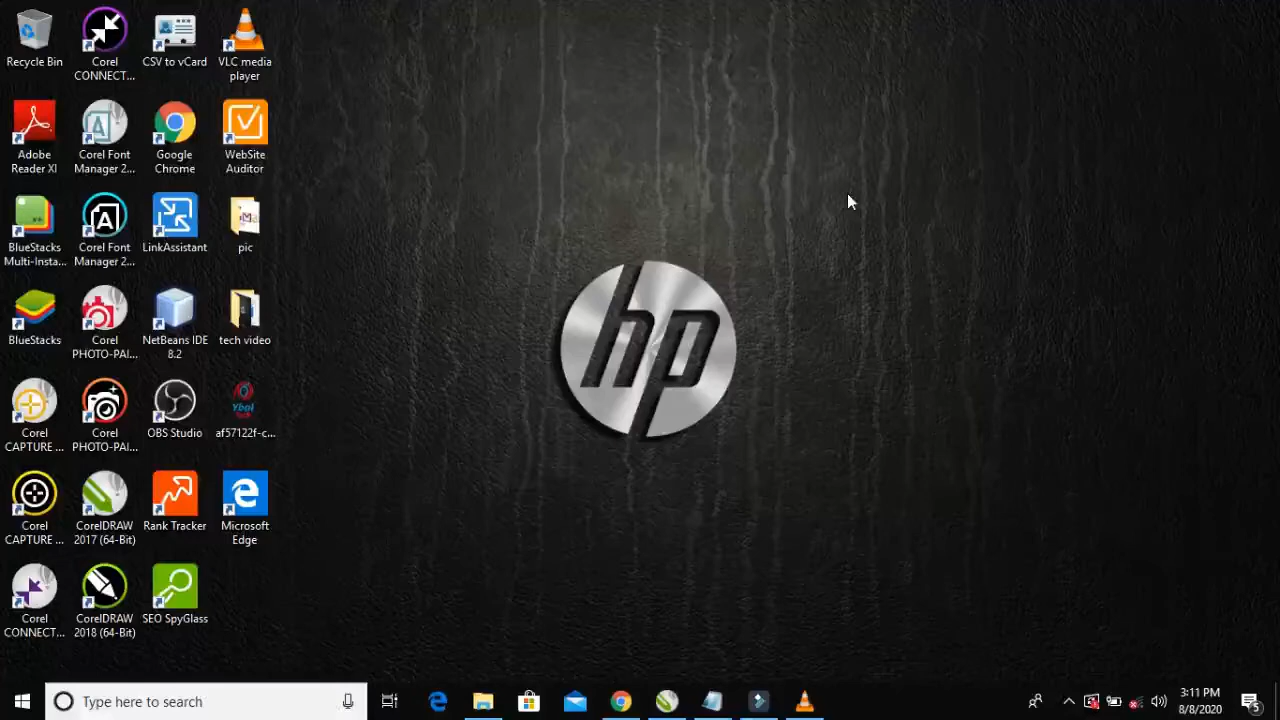 Recycle Bin
Corel
CONNECT...
CSV to vCard
VLC media
player
Adobe
Reader XI
Corel Font
Manager 2...
Google
Chrome
WebSite
Auditor
BlueStacks
Multi-Insta...
Corel Font
Manager 2...
LinkAssistant
pic
BlueStacks
Corel
PHOTO-PAI...
NetBeans IDE
8.2
tech video
Corel
CAPTURE ...
Corel
PHOTO-PAI...
OBS Studio
af57122f-c...
Corel
CAPTURE ...
CorelDRAW
2017 (64-Bit)
Rank Tracker
Microsoft
Edge
Corel
CONNECT...
CorelDRAW
2018 (64-Bit)
SEO SpyGlass
hp
Type here to search
3:11 PM
8/8/2020
5